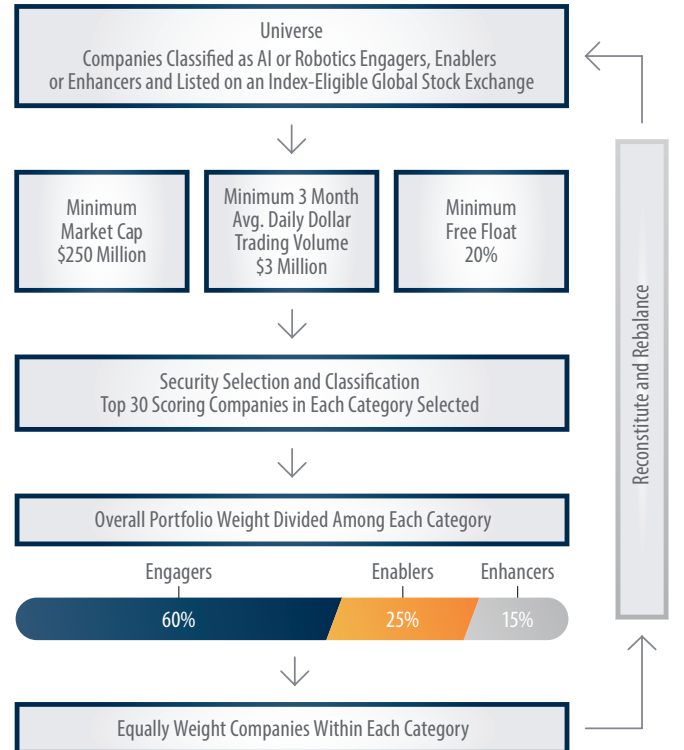 Universe
Companies Classified as AI or Robotics Engagers, Enablers
or Enhancers and Listed on an Index-Eligible Global Stock Exchange
Minimum
Market Cap
$250 Million
Minimum 3 Month
Avg. Daily Dollar
Trading Volume
$3 Million
Minimum
Free Float
20%
Security Selection and Classification
Top 30 Scoring Companies in Each Category Selected
Overall Portfolio Weight Divided Among Each Category
Engagers
Enablers
Enhancers
60%
25%
15%
Equally Weight Companies Within Each Category
Reconstitute and Rebalance